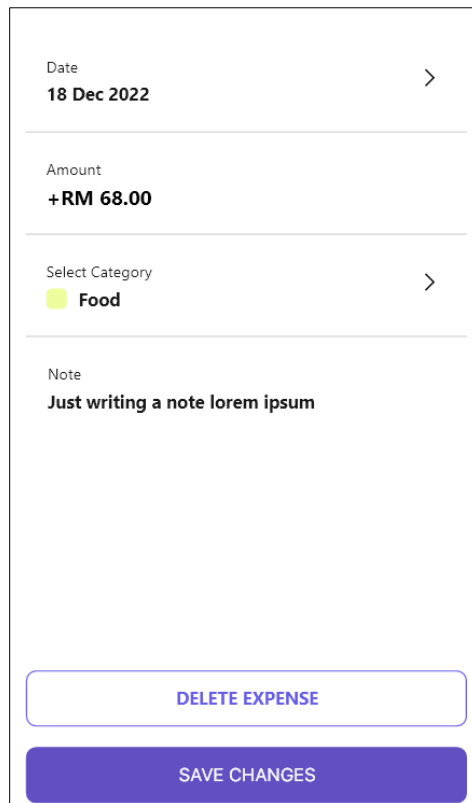 Date
18 Dec 2022
Amount
+RM 68.00
Select Category
Food
Note
Just writing a note lorem ipsum
DELETE EXPENSE
SAVE CHANGES